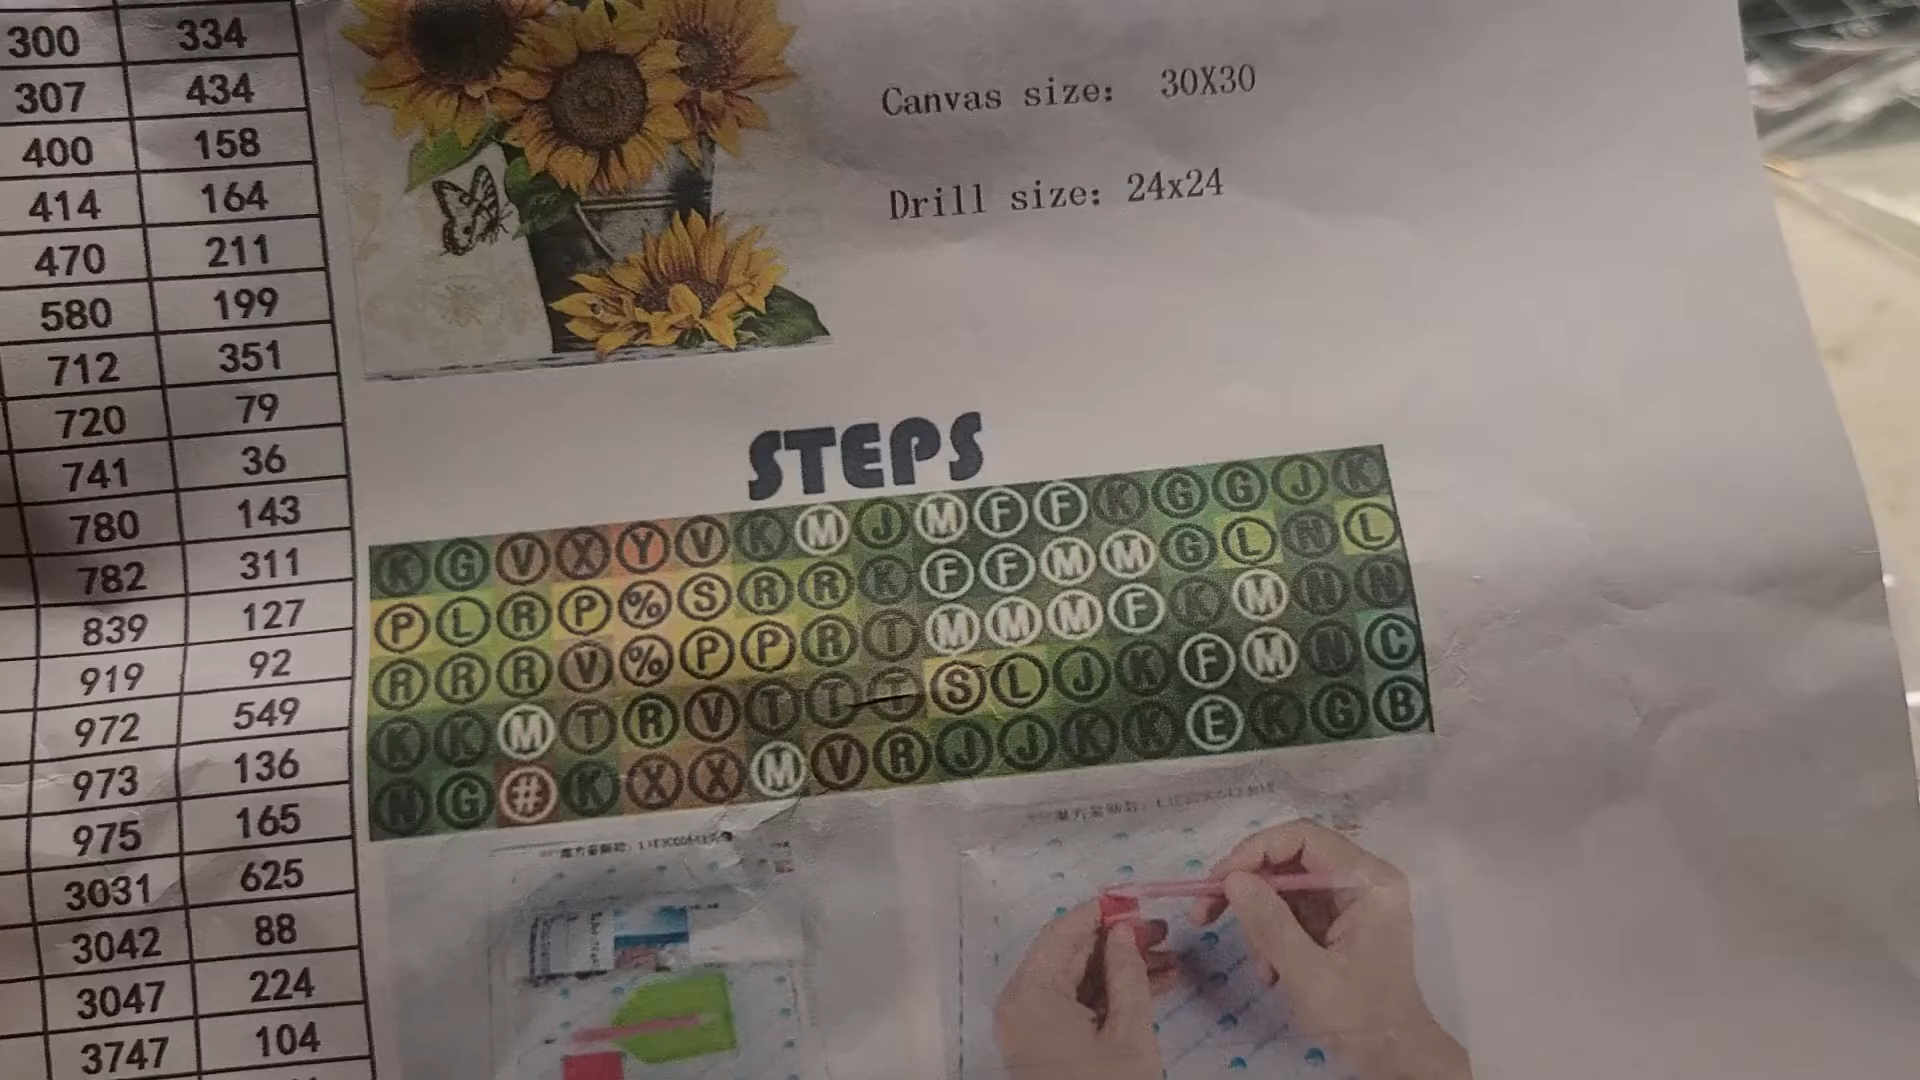 300 334
307 434
400 158
414 164
470 211
580 199
712 351
720 79
741 36
780 143
782 311
839 127
919 92
972 549
973 136
975 165
3031 625
3042 88
3047 224
3747 104
Canvas size: 30X30
Drill size: 24x24
STEPS
K G V X Y V K M J M F F K G G J K
P L R P % S R R K F F M M G L N L
R R R V % P P R T M M M F K M N N
K K M T R V T T T S L J K F M N C
N G # K X X M V R J J K K E K G B